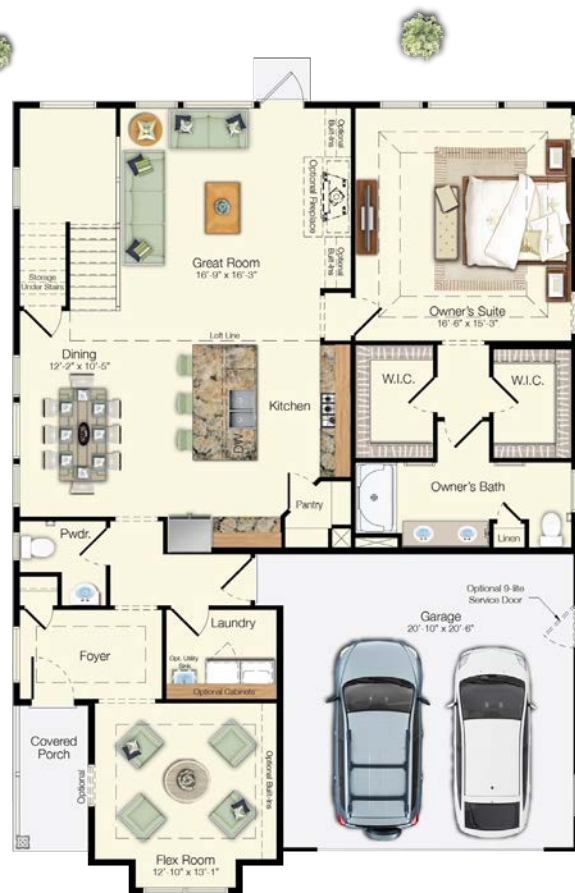 Optional
Built-Ins
Optional Fireplace
Optional
Built-Ins
Great Room
16'-9" x 16'-3"
Storage
Under Stairs
Owner's Suite
16'-6" x 15'-3"
Loft Line
Dining
12'-2" x 10'-5"
Kitchen
DW
W.I.C.
W.I.C.
Pantry
Owner's Bath
Linen
Pwdr.
Optional 9-lite
Service Door
Garage
20'-10" x 20'-6"
Laundry
Foyer
Opt. Utility
Sink
Optional Cabinets
Covered
Porch
Optional
Optional Built-Ins
Flex Room
12'-10" x 13'-1"